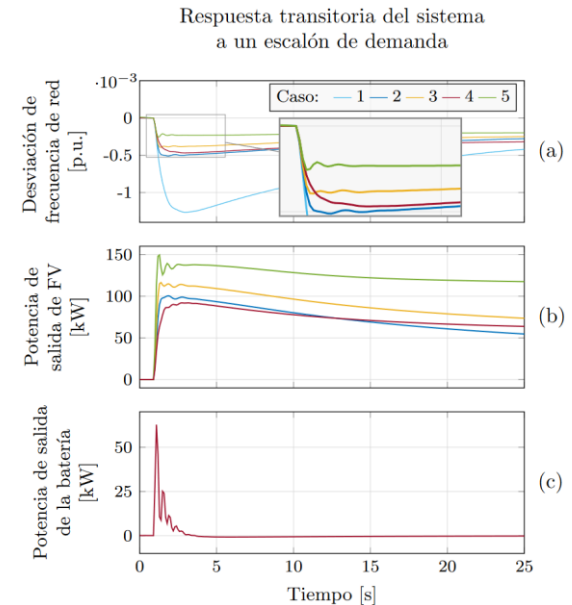 Respuesta transitoria del sistema
a un escalón de demanda
·10⁻³
Caso: 1 2 3 4 5
0
-0.5
-1
Desviación de
frecuencia de red
[p.u.]
(a)
150
100
50
0
Potencia de
salida de FV
[kW]
(b)
50
25
0
Potencia de salida
de la batería
[kW]
(c)
0 5 10 15 20 25
Tiempo [s]